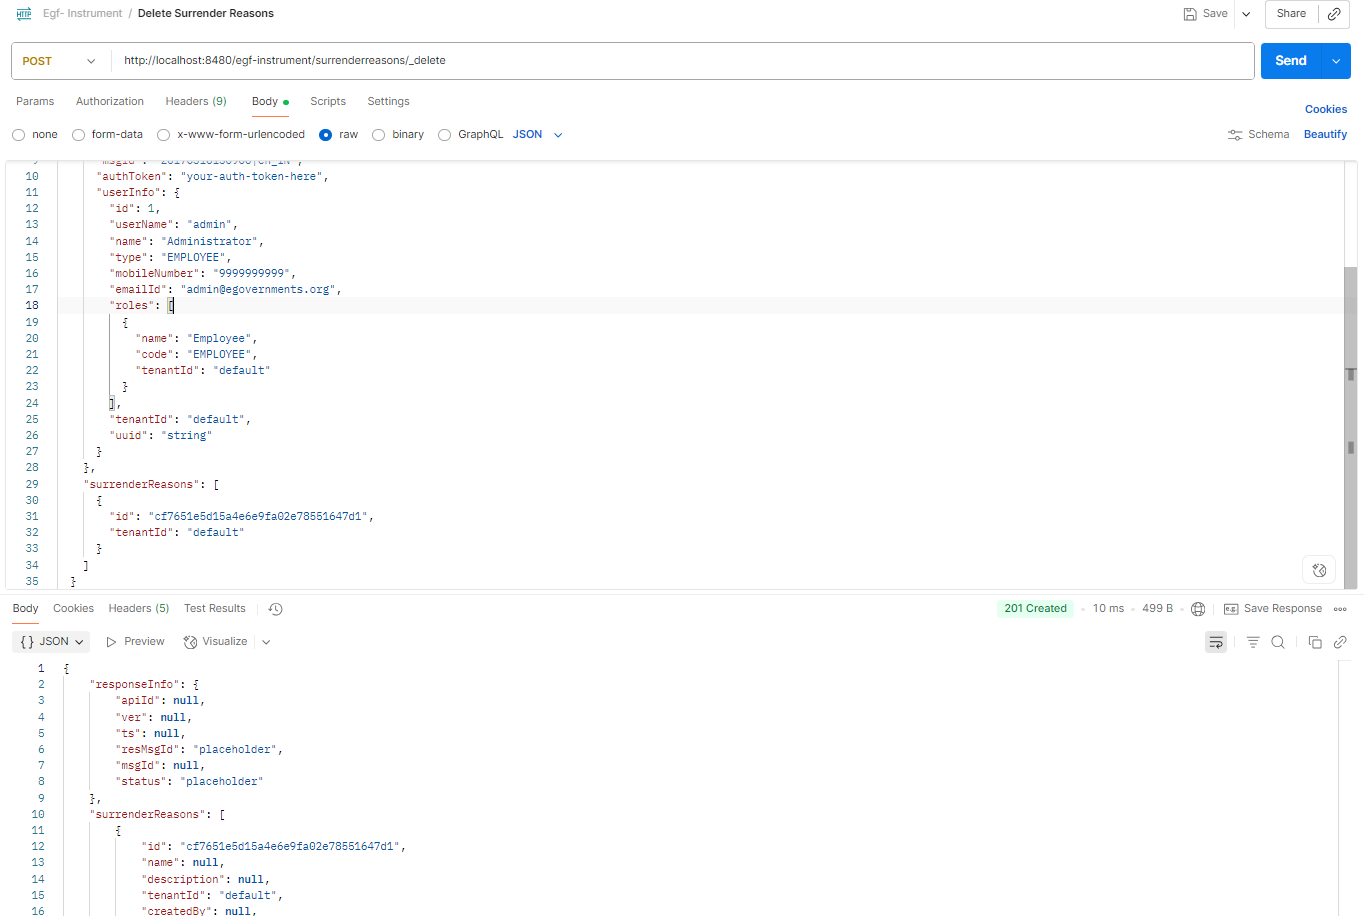 HTTP Egf- Instrument / Delete Surrender Reasons Save Share
POST http://localhost:8480/egf-instrument/surrenderreasons/_delete Send
Params Authorization Headers (9) Body Scripts Settings Cookies
none form-data x-www-form-urlencoded raw binary GraphQL JSON Schema Beautify
10 "authToken": "your-auth-token-here",
11 "userInfo": {
12 "id": 1,
13 "userName": "admin",
14 "name": "Administrator",
15 "type": "EMPLOYEE",
16 "mobileNumber": "9999999999",
17 "emailId": "admin@egovernments.org",
18 "roles": [
19 {
20 "name": "Employee",
21 "code": "EMPLOYEE",
22 "tenantId": "default"
23 }
24 ],
25 "tenantId": "default",
26 "uuid": "string"
27 }
28 },
29 "surrenderReasons": [
30 {
31 "id": "cf7651e5d15a4e6e9fa02e78551647d1",
32 "tenantId": "default"
33 }
34 ]
35 }
Body Cookies Headers (5) Test Results 201 Created 10 ms 499 B e.g. Save Response
{} JSON Preview Visualize
1 {
2 "responseInfo": {
3 "apiId": null,
4 "ver": null,
5 "ts": null,
6 "resMsgId": "placeholder",
7 "msgId": null,
8 "status": "placeholder"
9 },
10 "surrenderReasons": [
11 {
12 "id": "cf7651e5d15a4e6e9fa02e78551647d1",
13 "name": null,
14 "description": null,
15 "tenantId": "default",
16 "createdBy": null,